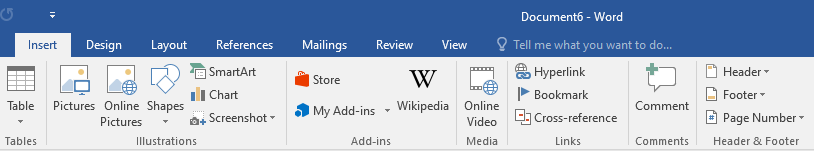 Document6 - Word
Insert Design Layout References Mailings Review View Tell me what you want to do...
Table
Tables
Pictures
Online
Pictures
Shapes
SmartArt
Chart
Screenshot
Illustrations
Store
My Add-ins
W
Wikipedia
Add-ins
Online
Video
Media
Hyperlink
Bookmark
Cross-reference
Links
Comment
Comments
Header
Footer
# Page Number
Header & Footer